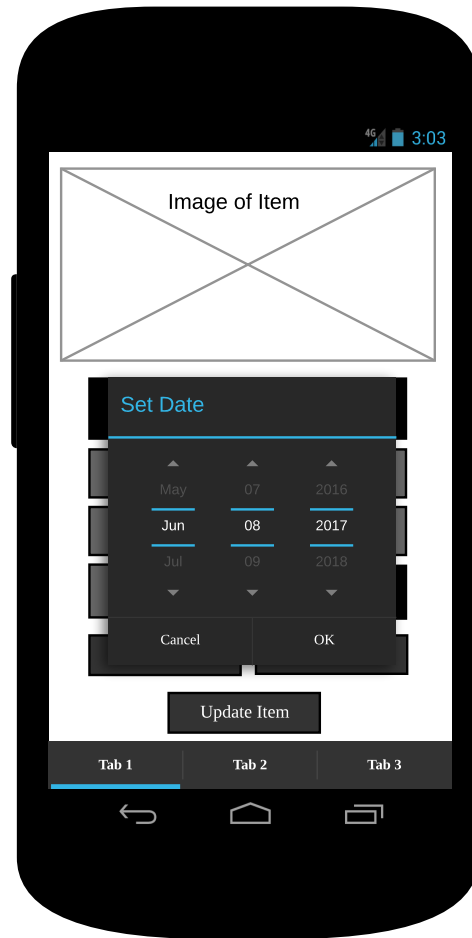 4G 3:03
Image of Item
Set Date
May 07 2016
Jun 08 2017
Jul 09 2018
Cancel OK
Update Item
Tab 1 Tab 2 Tab 3